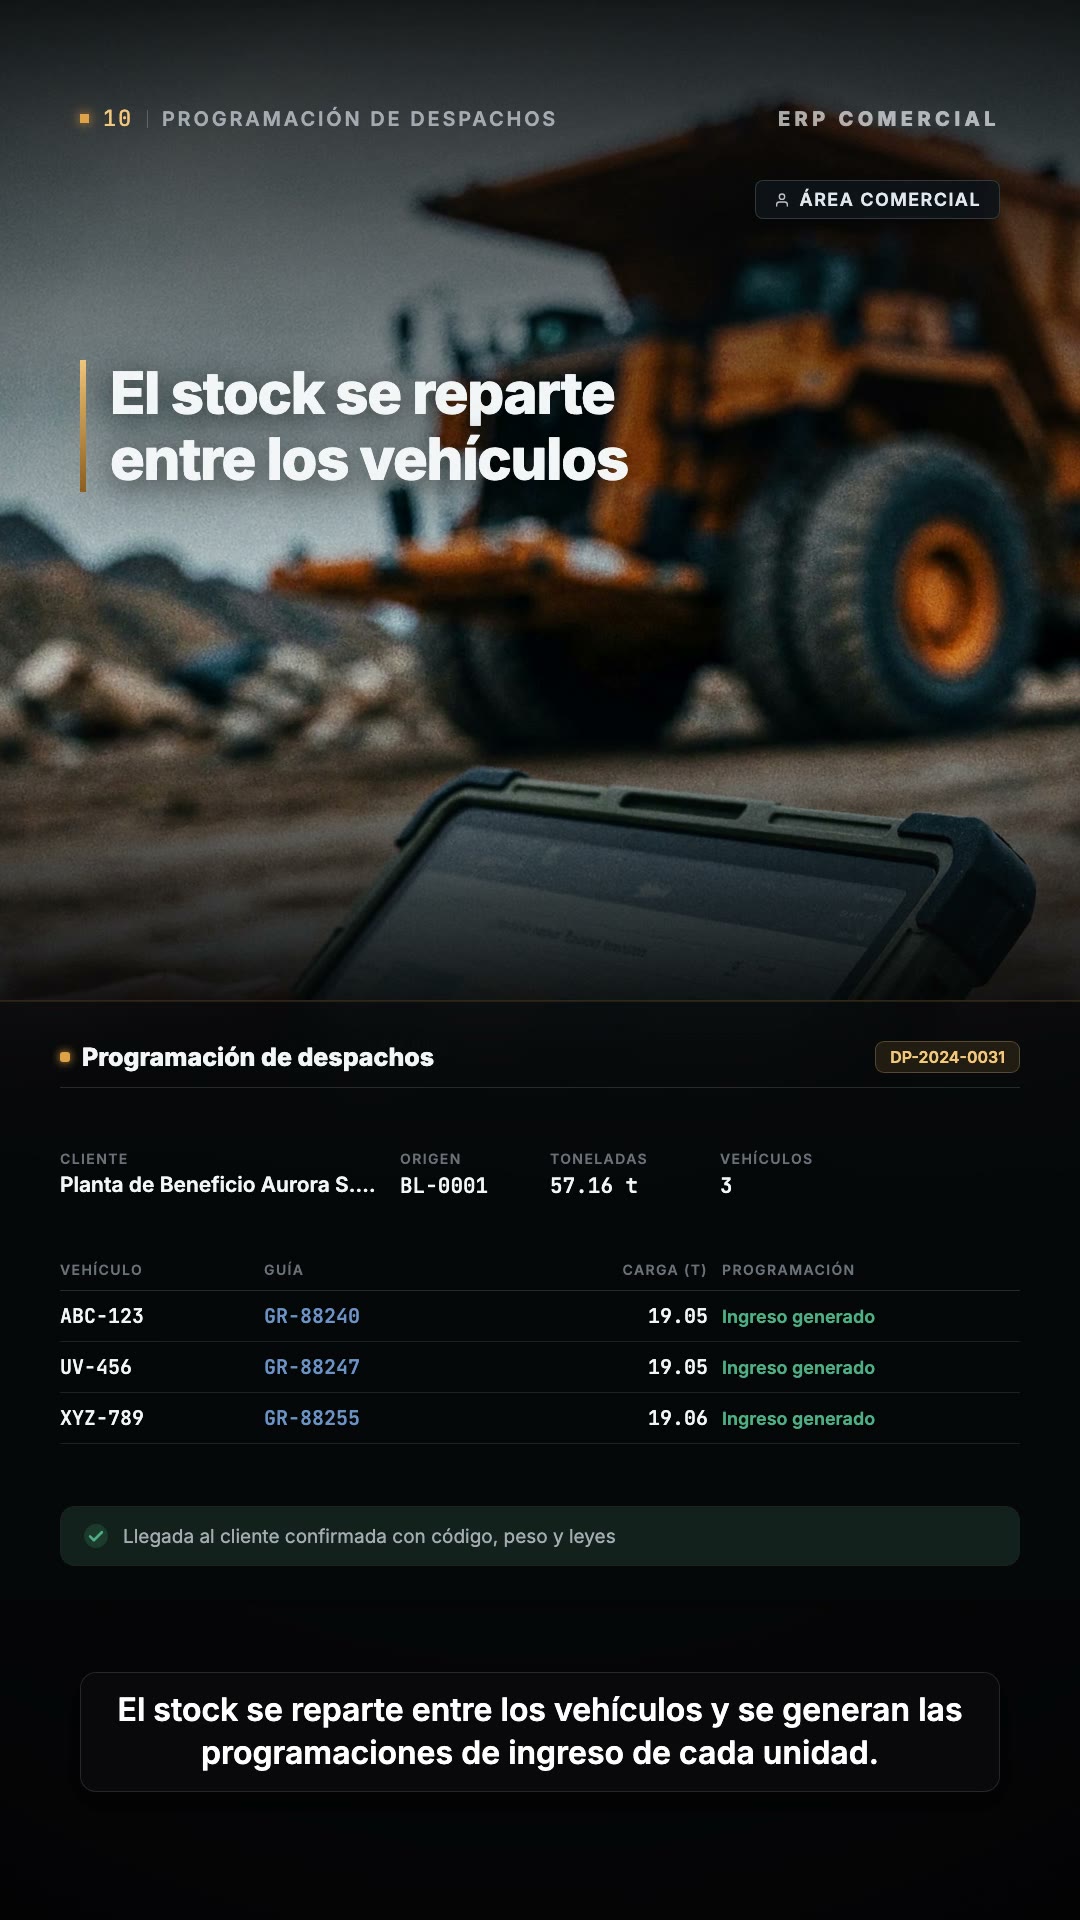 10 PROGRAMACIÓN DE DESPACHOS
ERP COMERCIAL
ÁREA COMERCIAL
El stock se reparte
entre los vehículos
Programación de despachos
DP-2024-0031
CLIENTE ORIGEN TONELADAS VEHÍCULOS
Planta de Beneficio Aurora S.... BL-0001 57.16 t 3
VEHÍCULO GUÍA CARGA (T) PROGRAMACIÓN
ABC-123 GR-88240 19.05 Ingreso generado
UV-456 GR-88247 19.05 Ingreso generado
XYZ-789 GR-88255 19.06 Ingreso generado
Llegada al cliente confirmada con código, peso y leyes
El stock se reparte entre los vehículos y se generan las
programaciones de ingreso de cada unidad.